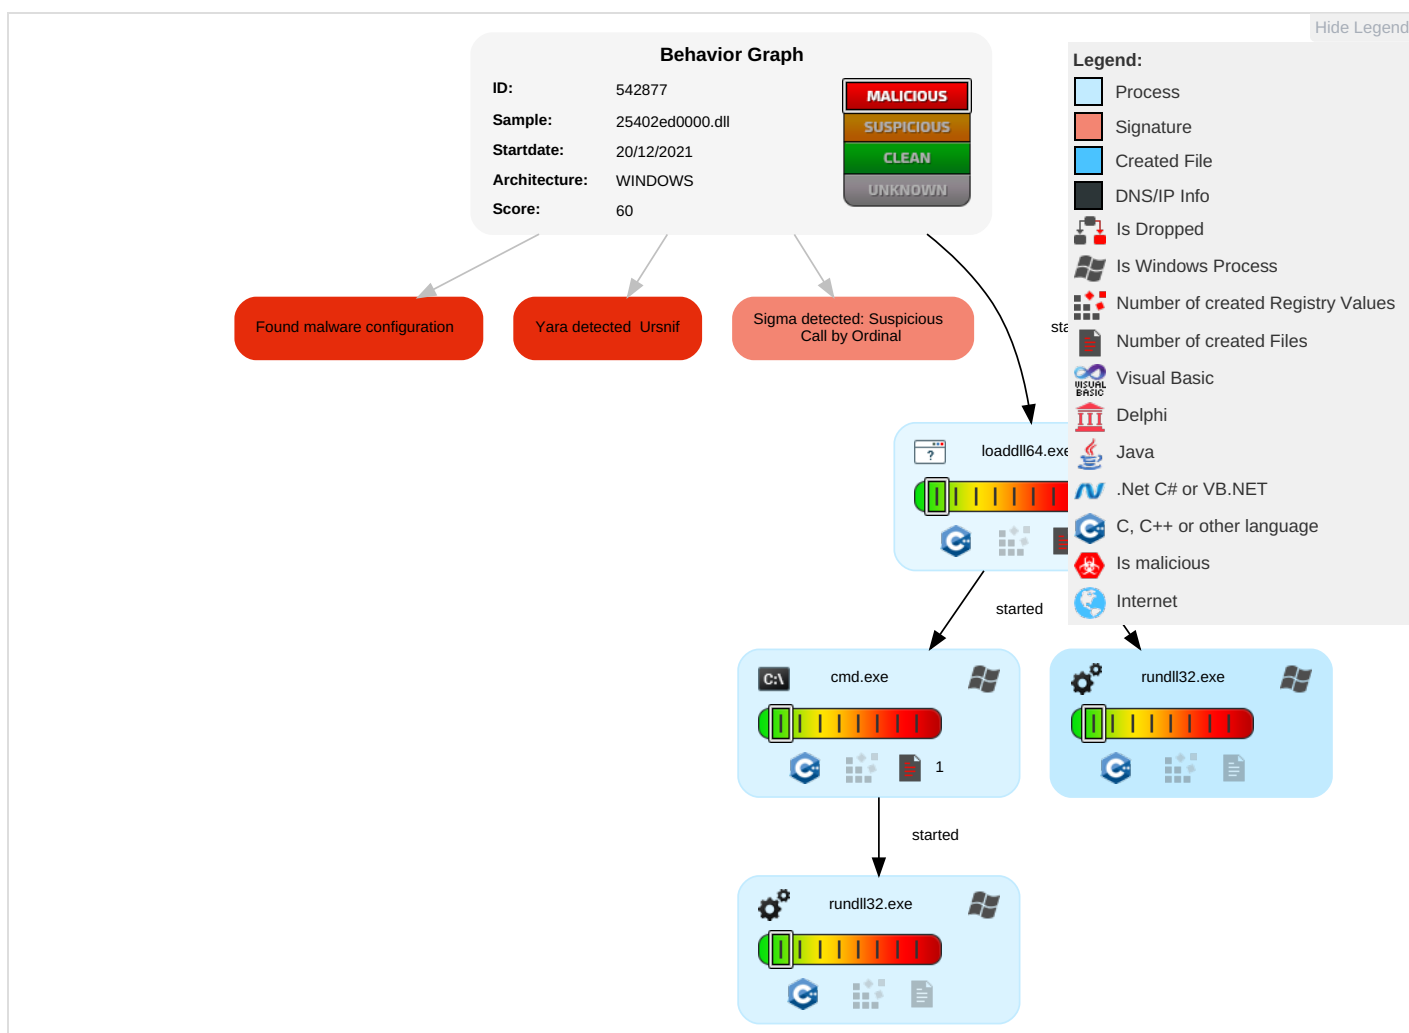 Hide Legend
Behavior Graph
ID: 542877
Sample: 25402ed0000.dll
Startdate: 20/12/2021
Architecture: WINDOWS
Score: 60
MALICIOUS
SUSPICIOUS
CLEAN
UNKNOWN
Legend:
Process
Signature
Created File
DNS/IP Info
Is Dropped
Is Windows Process
Number of created Registry Values
Number of created Files
VISUAL BASIC
Visual Basic
Delphi
Java
.Net C# or VB.NET
C, C++ or other language
Is malicious
Internet
Found malware configuration
Yara detected Ursnif
Sigma detected: Suspicious
Call by Ordinal
?
loaddll64.exe
started
C:\
cmd.exe
1
rundll32.exe
started
rundll32.exe